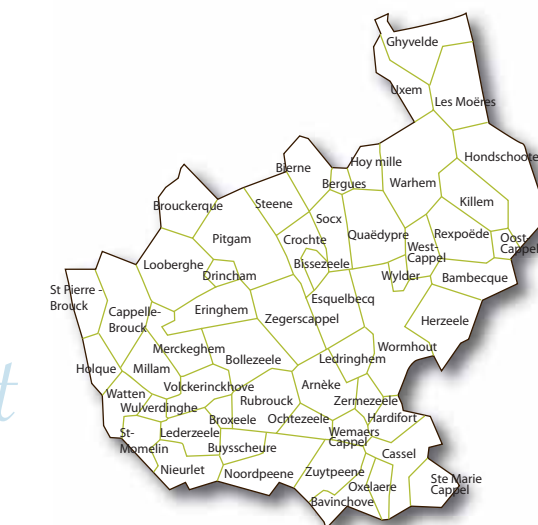 Ghyvelde
Uxem
Les Moëres
Hondschoote
Hoy mille
Bierne
Bergues
Warhem
Killem
Brouckerque
Steene
Socx
Pitgam
Crochte
Quaëdypre
West-
Cappel
Rexpoëde
Oost-
Cappel
Looberghe
Drincham
Bissezeele
Wylder
Bambecque
St Pierre -
Brouck
Cappelle-
Brouck
Eringhem
Esquelbecq
Zegerscappel
Herzeele
Merckeghem
Bollezeele
Ledringhem
Wormhout
Holque
Millam
Volckerinckhove
Arnèke
Watten
Wulverdinghe
Rubrouck
Zermezeele
Broxeele
Ochtezeele
Hardifort
St-
Momelin
Lederzeele
Wemaers
Cappel
Buysscheure
Cassel
Nieurlet
Noordpeene
Zuytpeene
Oxelaere
Ste Marie
Cappel
Bavinchove
t